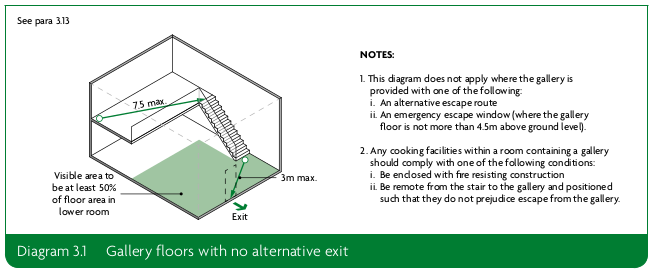 See para 3.13
7.5 max.
Visible area to
be at least 50%
of floor area in
lower room
3m max.
Exit
NOTES:
1. This diagram does not apply where the gallery is
provided with one of the following:
i. An alternative escape route
ii. An emergency escape window (where the gallery
floor is not more than 4.5m above ground level).
2. Any cooking facilities within a room containing a gallery
should comply with one of the following conditions:
i. Be enclosed with fire resisting construction
ii. Be remote from the stair to the gallery and positioned
such that they do not prejudice escape from the gallery.
Diagram 3.1 Gallery floors with no alternative exit